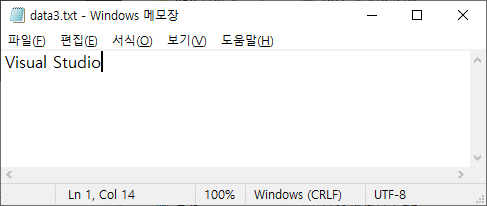 data3.txt - Windows 메모장
파일(F) 편집(E) 서식(O) 보기(V) 도움말(H)
Visual Studio
Ln 1, Col 14 100% Windows (CRLF) UTF-8